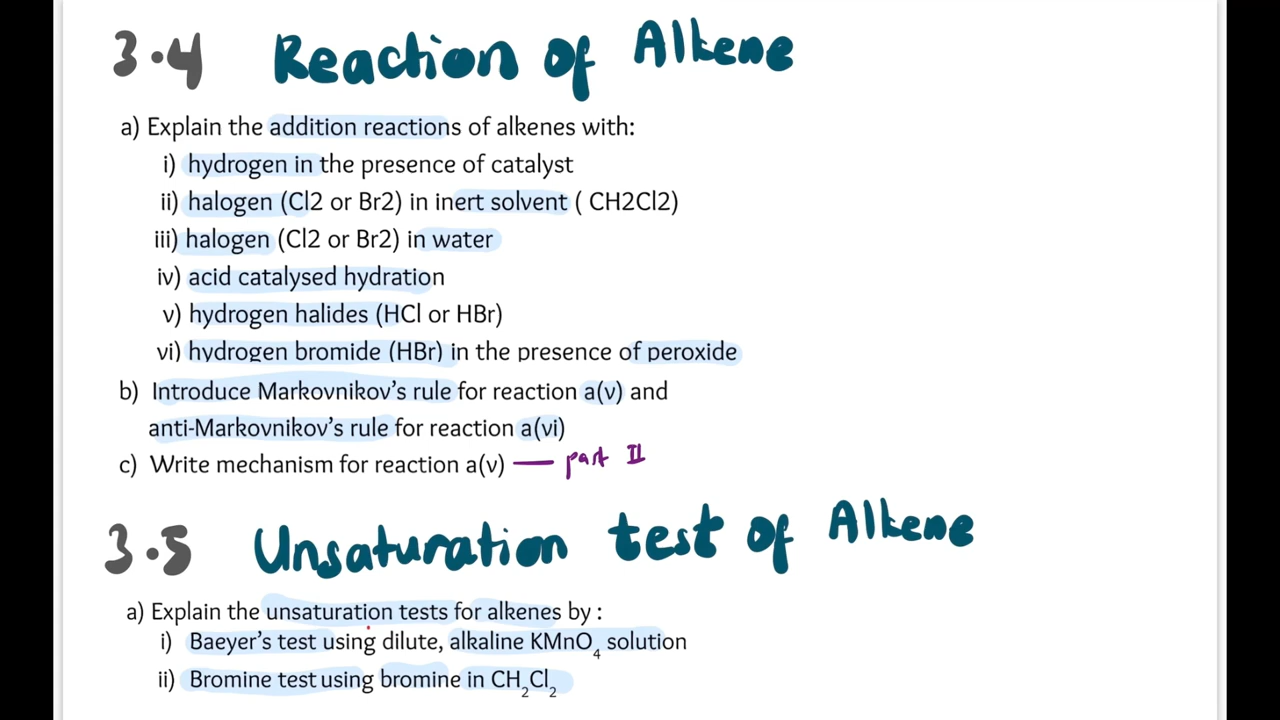 3.4 Reaction of Alkene
a) Explain the addition reactions of alkenes with:
i) hydrogen in the presence of catalyst
ii) halogen (Cl2 or Br2) in inert solvent ( CH2Cl2)
iii) halogen (Cl2 or Br2) in water
iv) acid catalysed hydration
v) hydrogen halides (HCl or HBr)
vi) hydrogen bromide (HBr) in the presence of peroxide
b) Introduce Markovnikov’s rule for reaction a(v) and
anti-Markovnikov’s rule for reaction a(vi)
c) Write mechanism for reaction a(v) — part II
3.5 Unsaturation test of Alkene
a) Explain the unsaturation tests for alkenes by :
i) Baeyer’s test using dilute, alkaline KMnO₄ solution
ii) Bromine test using bromine in CH₂Cl₂